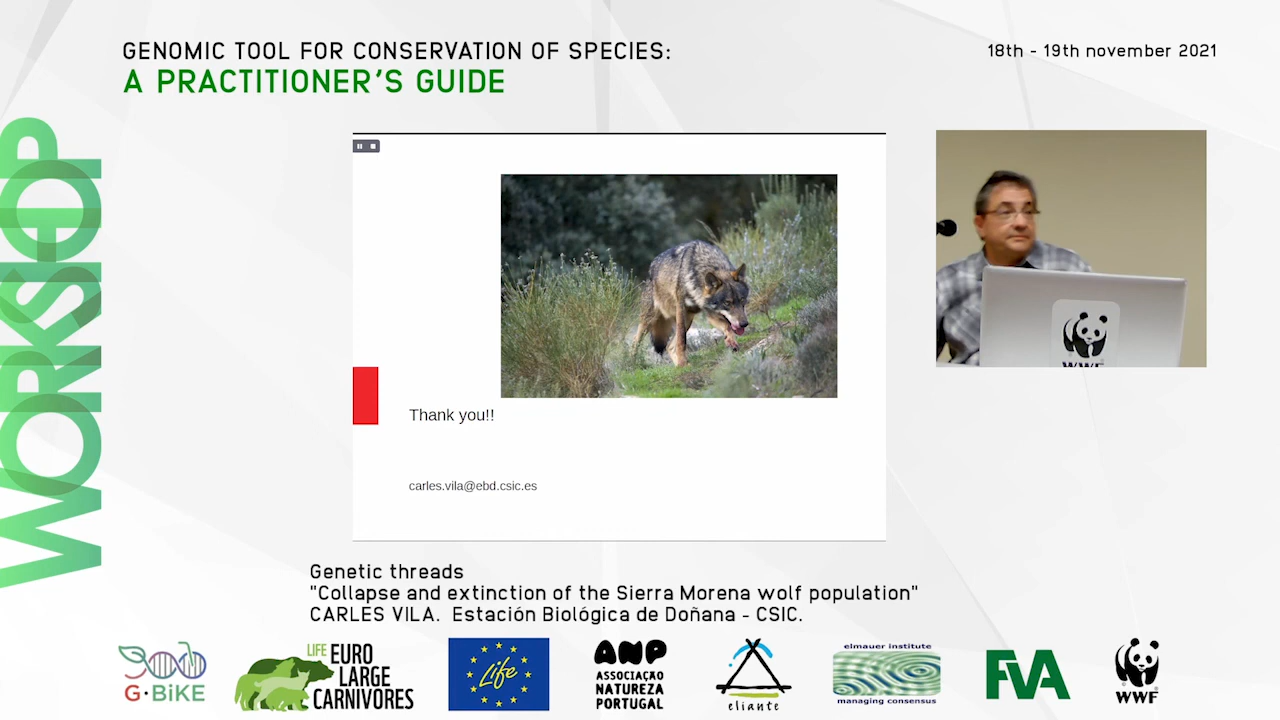 GENOMIC TOOL FOR CONSERVATION OF SPECIES:
A PRACTITIONER'S GUIDE
18th - 19th november 2021
WORKSHOP
Thank you!!
carles.vila@ebd.csic.es
WWF
Genetic threads
"Collapse and extinction of the Sierra Morena wolf population"
CARLES VILA. Estación Biológica de Doñana - CSIC.
G·BiKE
LIFE EURO
LARGE
CARNIVORES
Life
ANP
ASSOCIAÇÃO
NATUREZA
PORTUGAL
eliante
elmauer institute
managing consensus
FVA
WWF